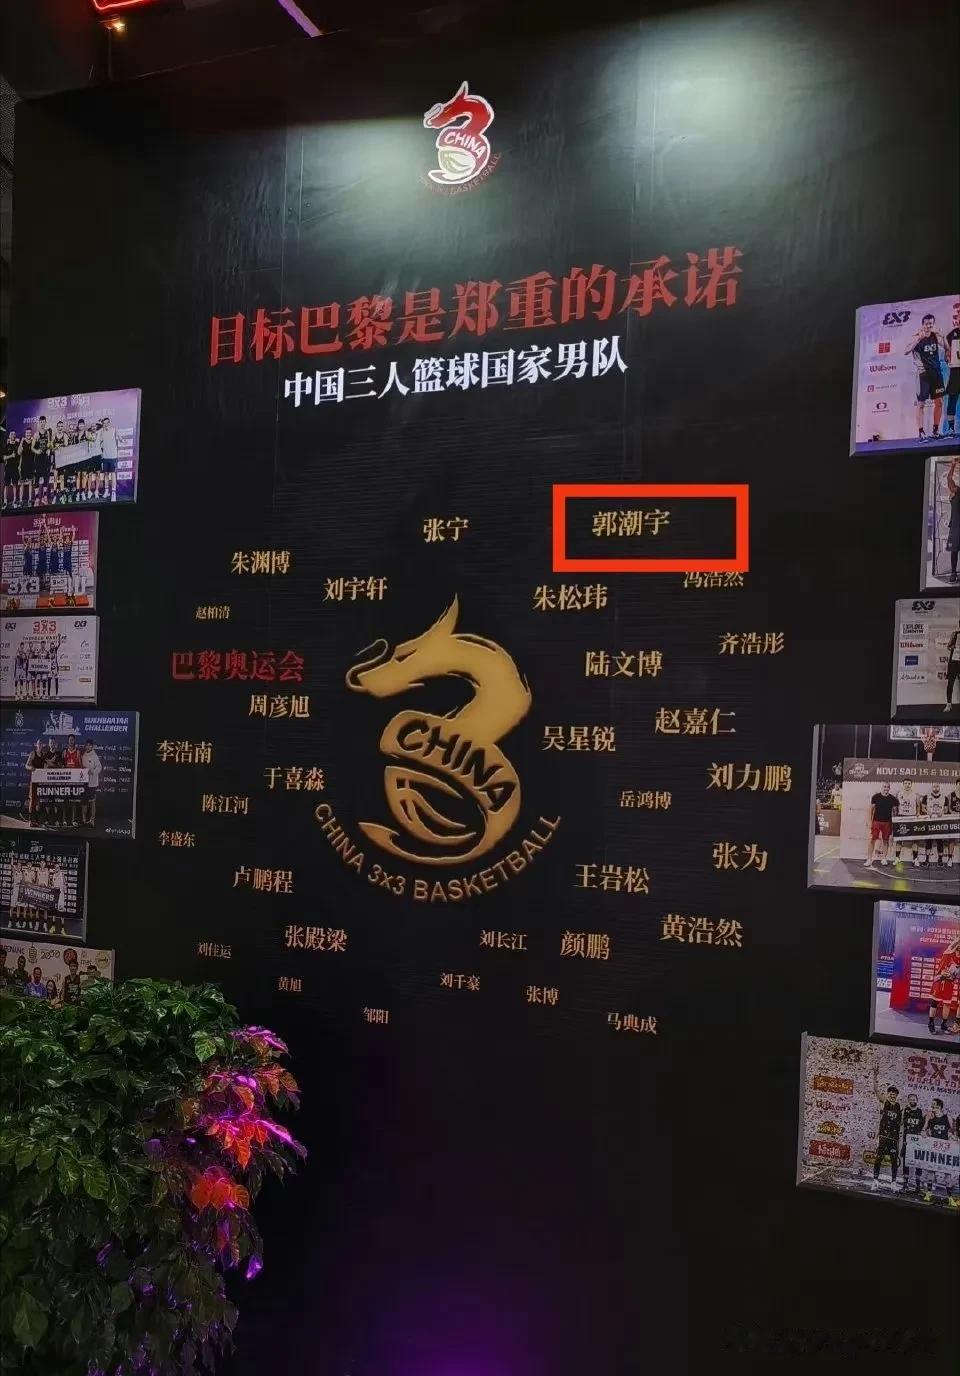 CHINA
目标巴黎是郑重的承诺
中国三人篮球国家男队
张宁
郭潮宇
朱渊博
刘宇轩
朱松玮
冯浩然
赵柏清
巴黎奥运会
陆文博
齐浩彤
周彦旭
吴星锐
赵嘉仁
李浩南
于喜淼
刘力鹏
陈江河
岳鸿博
李盛东
张为
卢鹏程
王岩松
CHINA
CHINA 3x3 BASKETBALL
黄浩然
刘佳运
张殿梁
刘长江
颜鹏
黄旭
刘千豪
张博
邹阳
马典成
RUNNER-UP
WINNERS
3X3
Wilson
NOVI SAD
WINNER